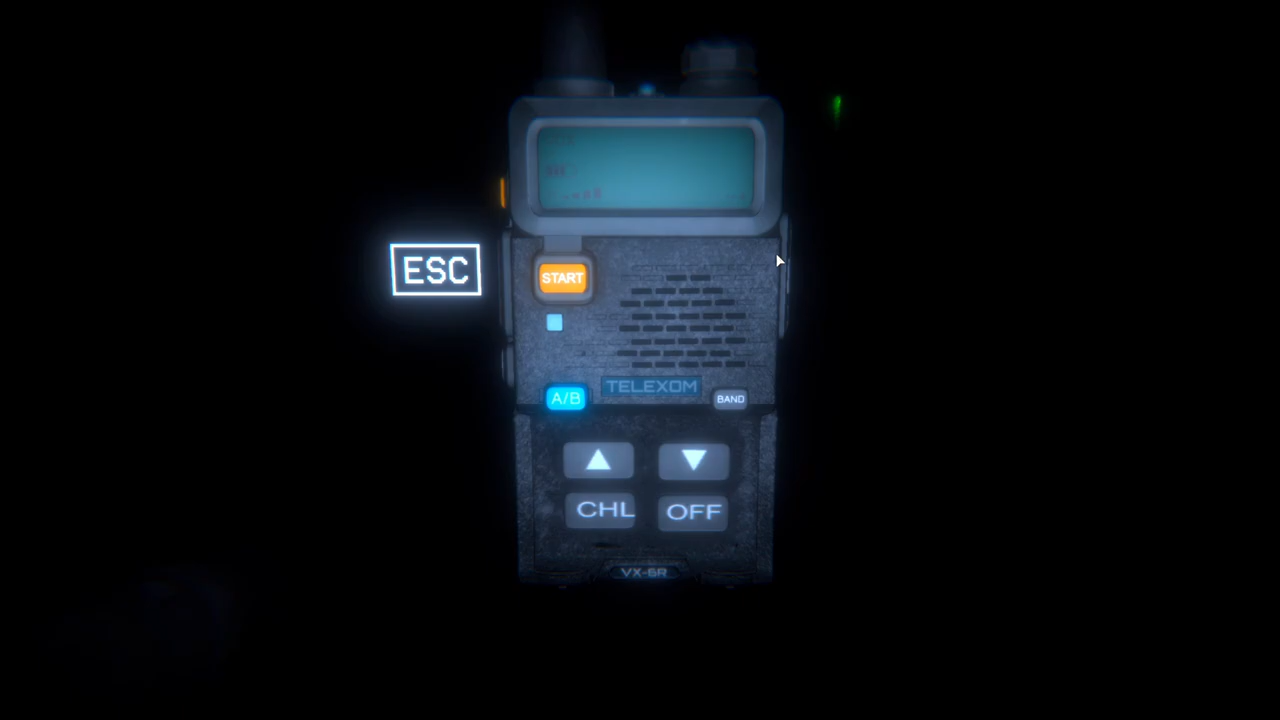 ESC
START
TELEXOM
A/B
BAND
CHL
OFF
VX-6R